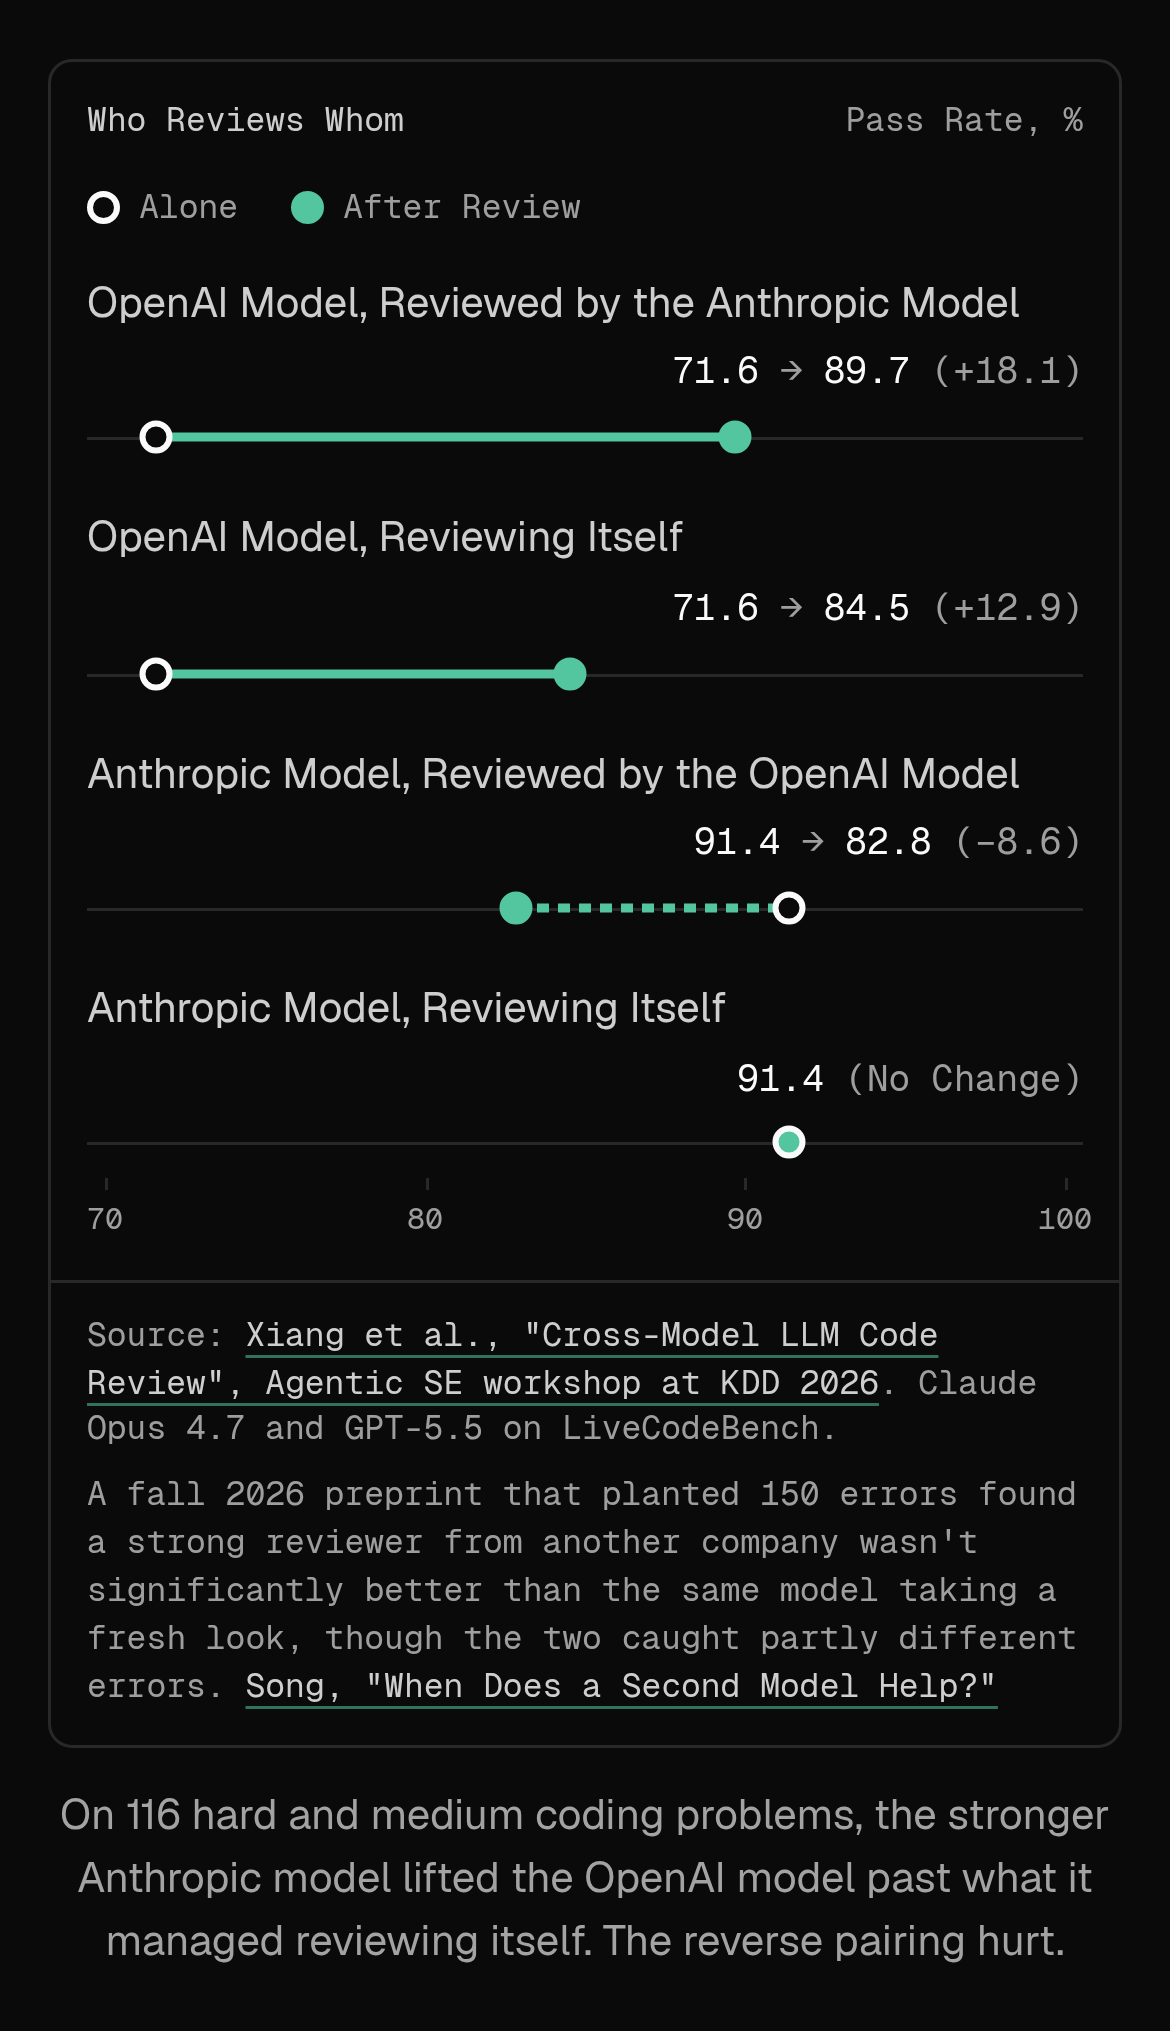 Who Reviews Whom
Pass Rate, %
Alone
After Review
OpenAI Model, Reviewed by the Anthropic Model
71.6 → 89.7 (+18.1)
OpenAI Model, Reviewing Itself
71.6 → 84.5 (+12.9)
Anthropic Model, Reviewed by the OpenAI Model
91.4 → 82.8 (−8.6)
Anthropic Model, Reviewing Itself
91.4 (No Change)
70 80 90 100
Source: Xiang et al., "Cross-Model LLM Code
Review", Agentic SE workshop at KDD 2026. Claude
Opus 4.7 and GPT-5.5 on LiveCodeBench.
A fall 2026 preprint that planted 150 errors found
a strong reviewer from another company wasn't
significantly better than the same model taking a
fresh look, though the two caught partly different
errors. Song, "When Does a Second Model Help?"
On 116 hard and medium coding problems, the stronger
Anthropic model lifted the OpenAI model past what it
managed reviewing itself. The reverse pairing hurt.